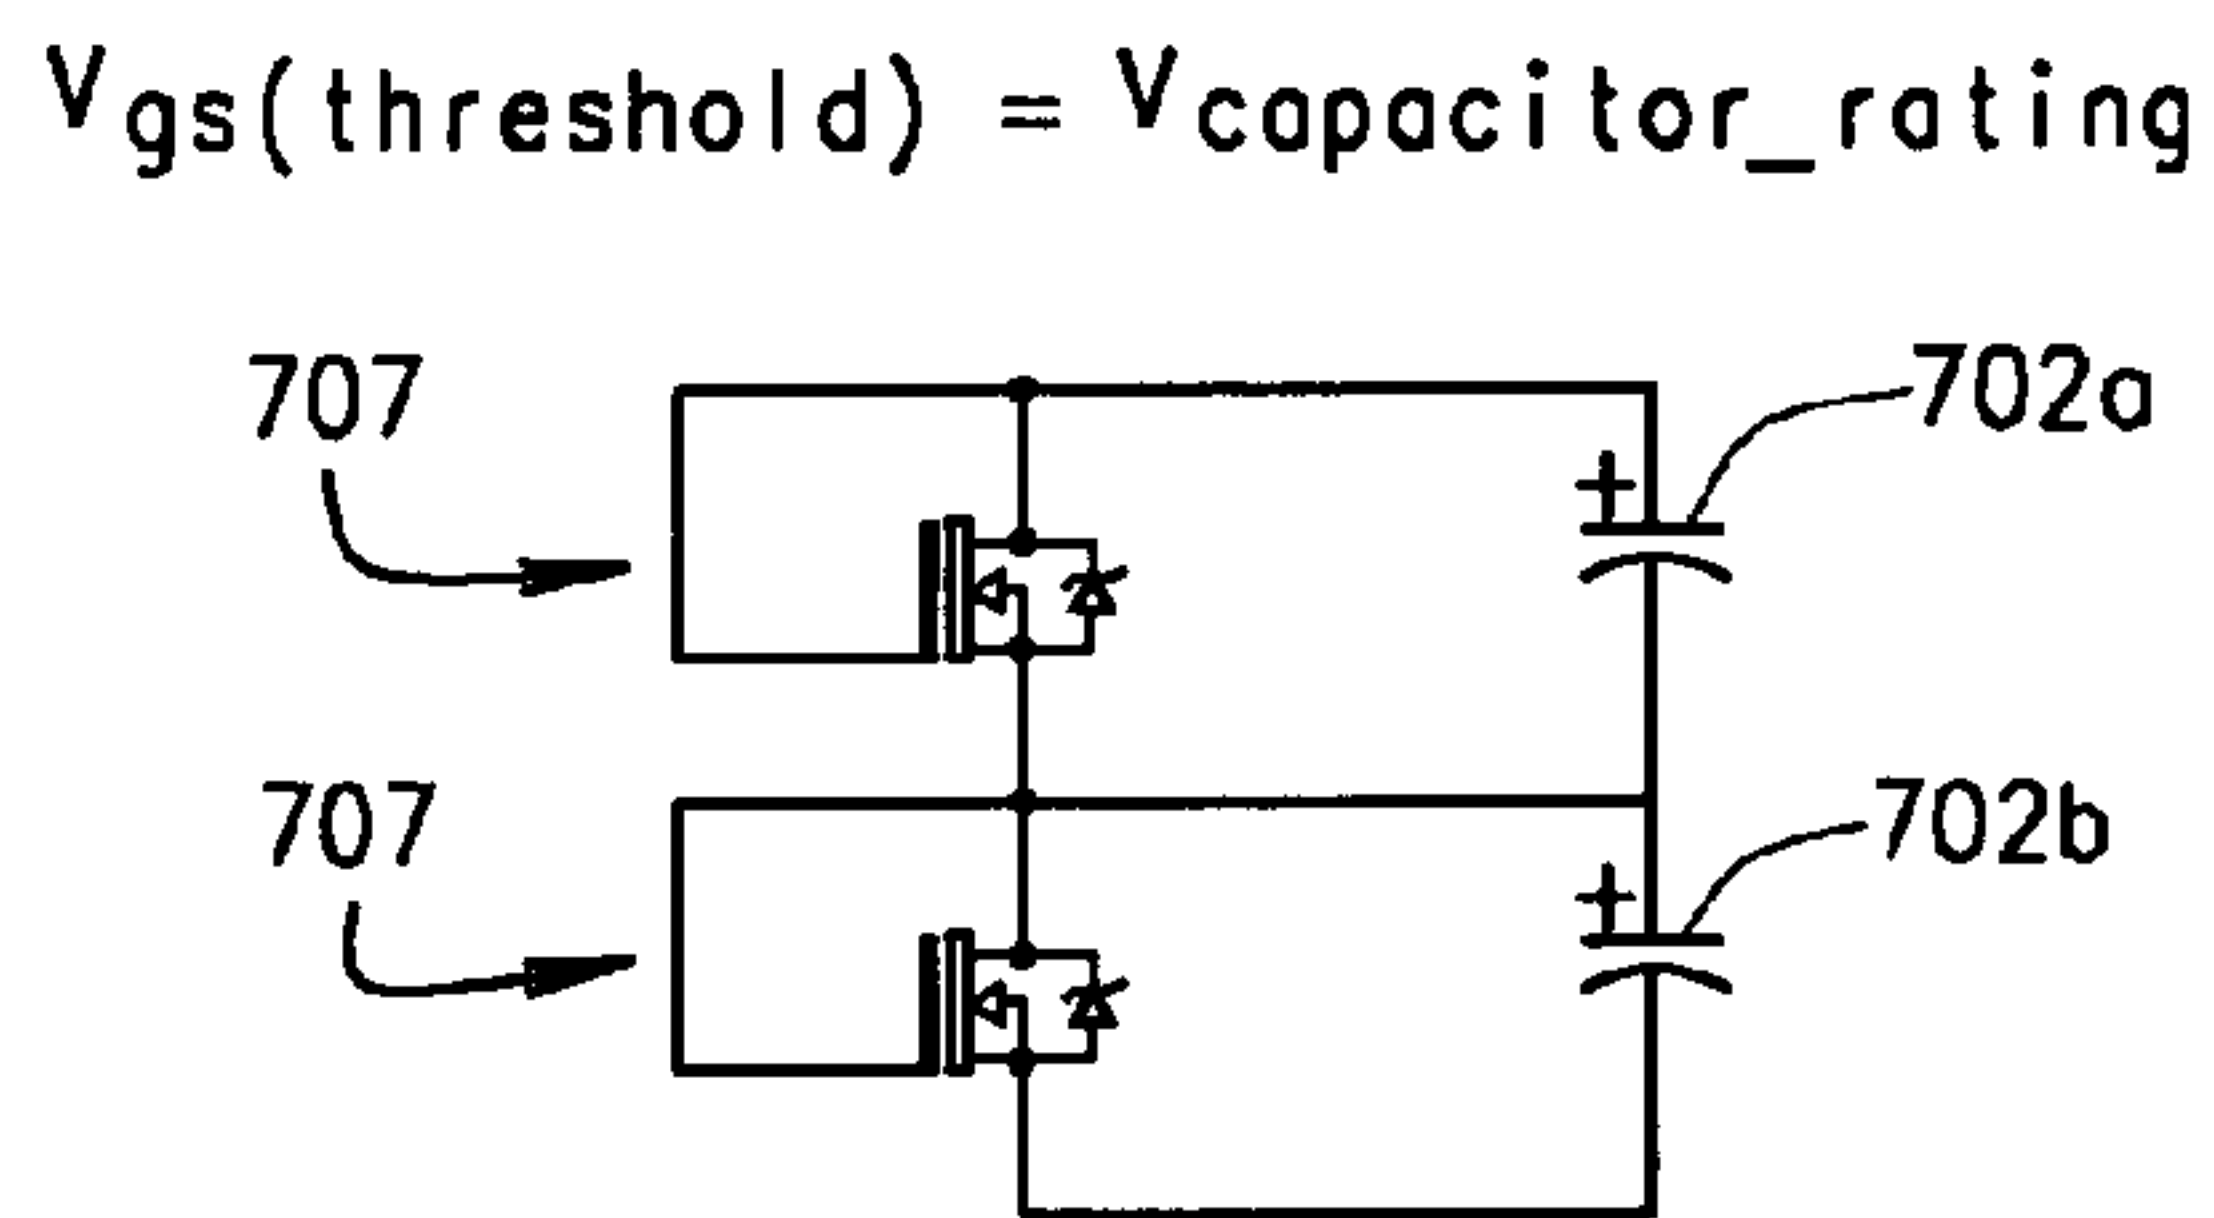 Vgs(threshold) = Vcapacitor_rating
707
702a
+
707
702b
+